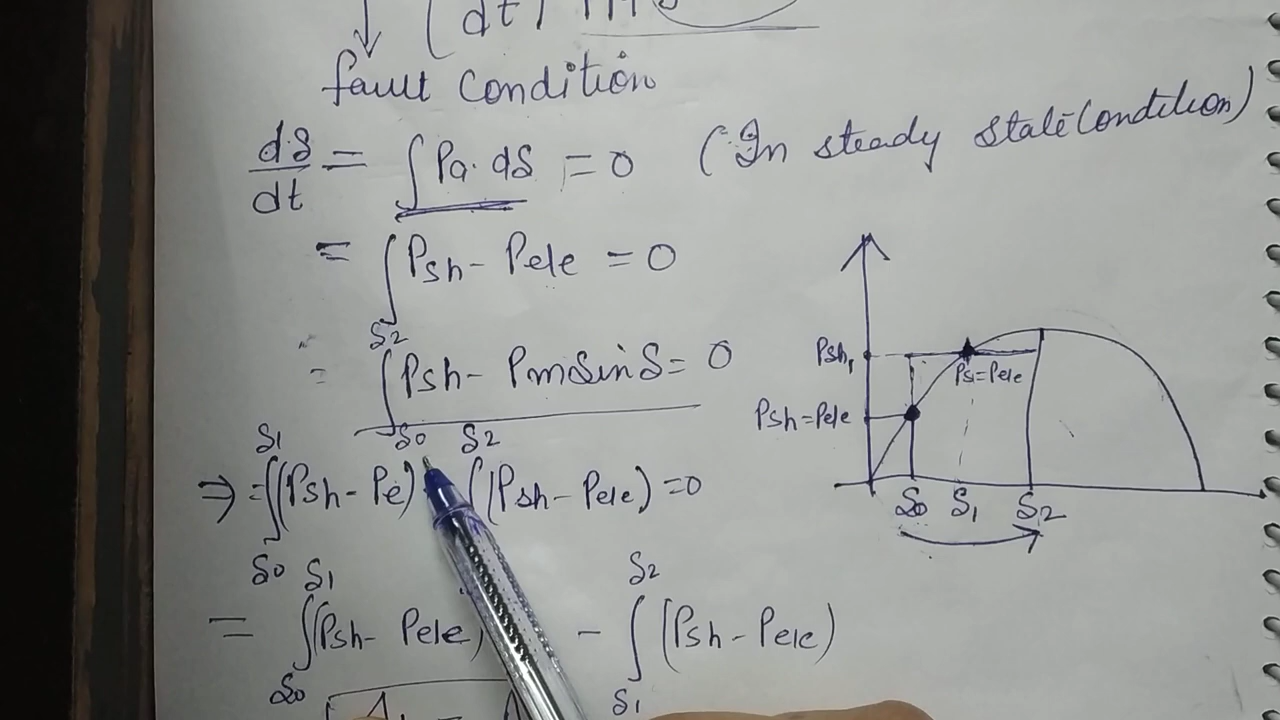 dt
fault Condition
dδ/dt = ∫ Pa. dδ = 0 (In steady state Condition)
= ∫ Psh - Pele = 0
δ2
= ∫ Psh - Pm Sin δ = 0
δ0
δ1 δ2
⇒ = ∫(Psh - Pe) ∫(Psh - Pele) = 0
δ0
δ1 δ2
= ∫(Psh - Pele) - ∫(Psh - Pele)
δ0 δ1
Psh1
Ps=Pele
Psh=Pele
δ0 δ1 δ2